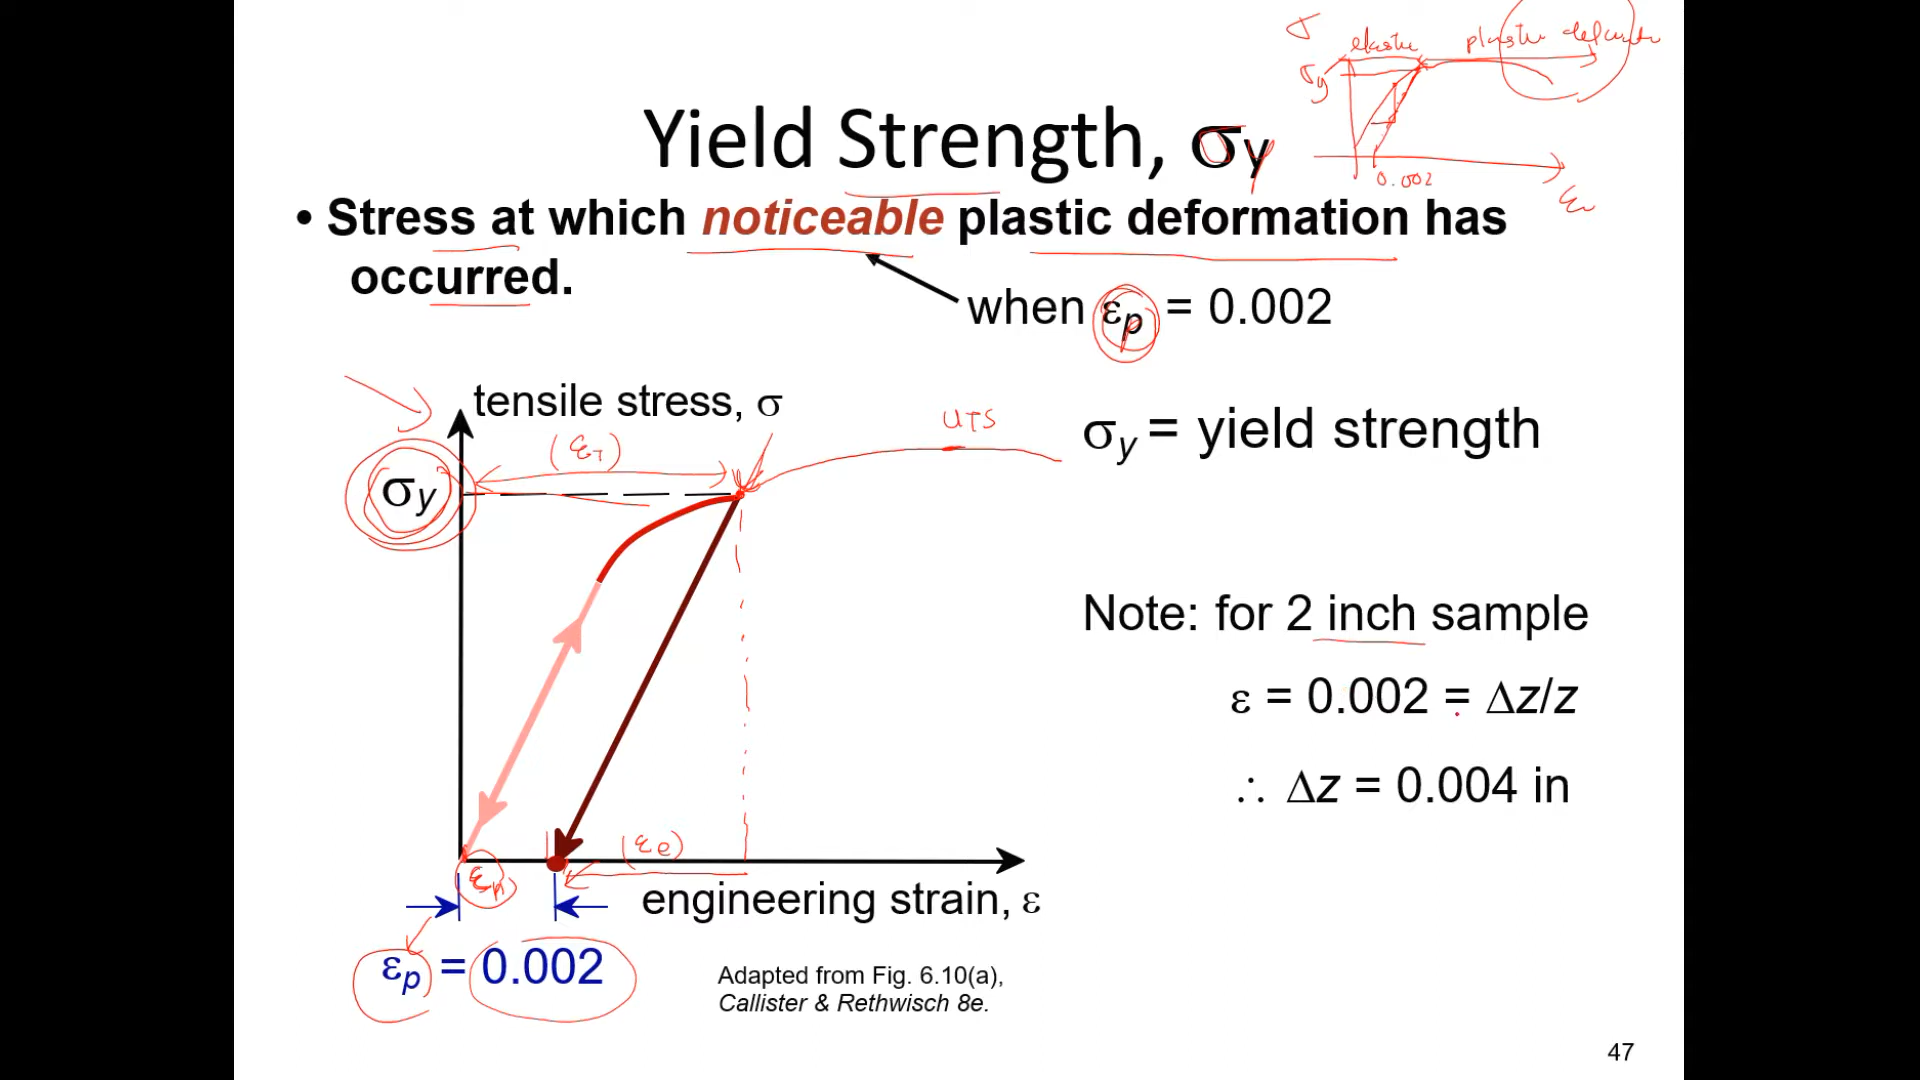 σ
elastic
plastic
σy
0.002
Yield Strength, σy
• Stress at which noticeable plastic deformation has
occurred.
when εp = 0.002
tensile stress, σ
UTS
σy = yield strength
(εT)
σy
Note: for 2 inch sample
ε = 0.002 = Δz/z
∴ Δz = 0.004 in
(εe)
εp
engineering strain, ε
εp = 0.002
Adapted from Fig. 6.10(a),
Callister & Rethwisch 8e.
47